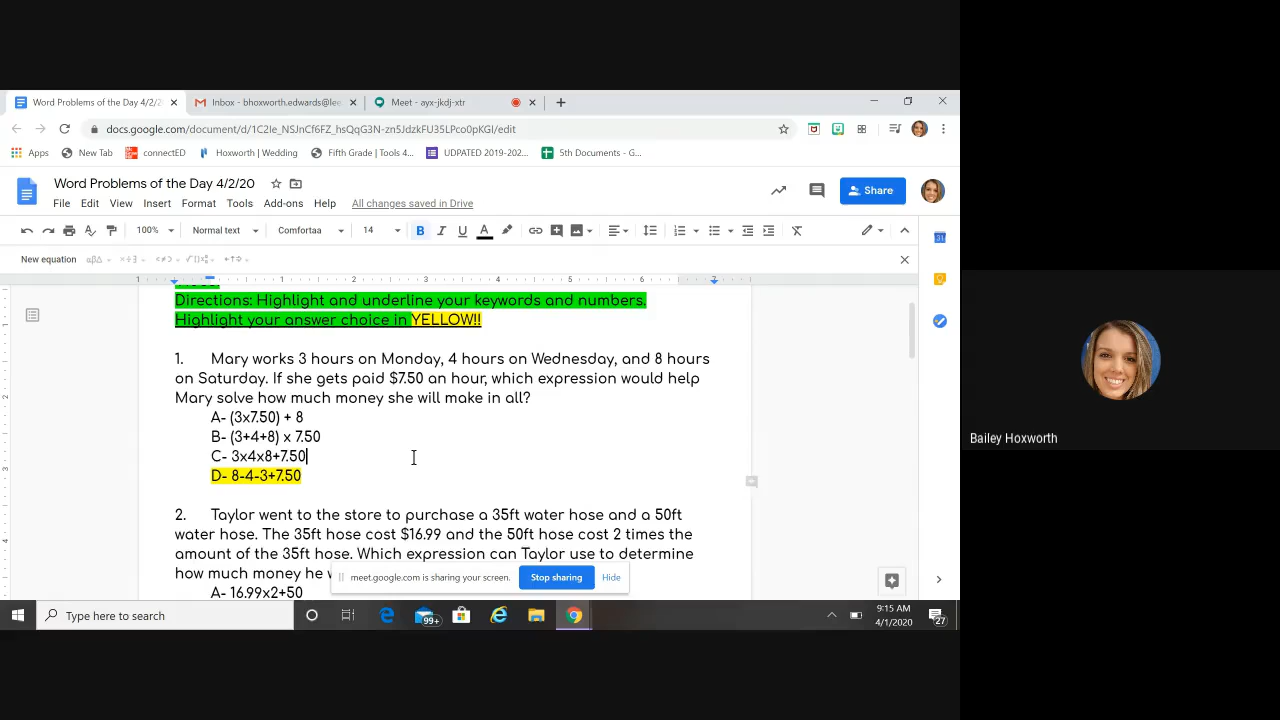 Word Problems of the Day 4/2/2
Inbox - bhoxworth.edwards@lee
Meet - ayx-jkdj-xtr
docs.google.com/document/d/1C2Ie_NSJnCf6FZ_hsQqG3N-zn5JdzkFU35LPco0pKGI/edit
Apps
New Tab
connectED
Hoxworth | Wedding
Fifth Grade | Tools 4...
UDPATED 2019-202...
5th Documents - G...
Word Problems of the Day 4/2/20
File Edit View Insert Format Tools Add-ons Help All changes saved in Drive
Share
100% Normal text Comfortaa 14 B I U A
New equation
Directions: Highlight and underline your keywords and numbers.
Highlight your answer choice in YELLOW!!
1. Mary works 3 hours on Monday, 4 hours on Wednesday, and 8 hours
on Saturday. If she gets paid $7.50 an hour, which expression would help
Mary solve how much money she will make in all?
A- (3x7.50) + 8
B- (3+4+8) x 7.50
C- 3x4x8+7.50
D- 8-4-3+7.50
2. Taylor went to the store to purchase a 35ft water hose and a 50ft
water hose. The 35ft hose cost $16.99 and the 50ft hose cost 2 times the
amount of the 35ft hose. Which expression can Taylor use to determine
how much money he w
A- 16.99x2+50
meet.google.com is sharing your screen. Stop sharing Hide
Type here to search
99+
9:15 AM
4/1/2020
27
Bailey Hoxworth